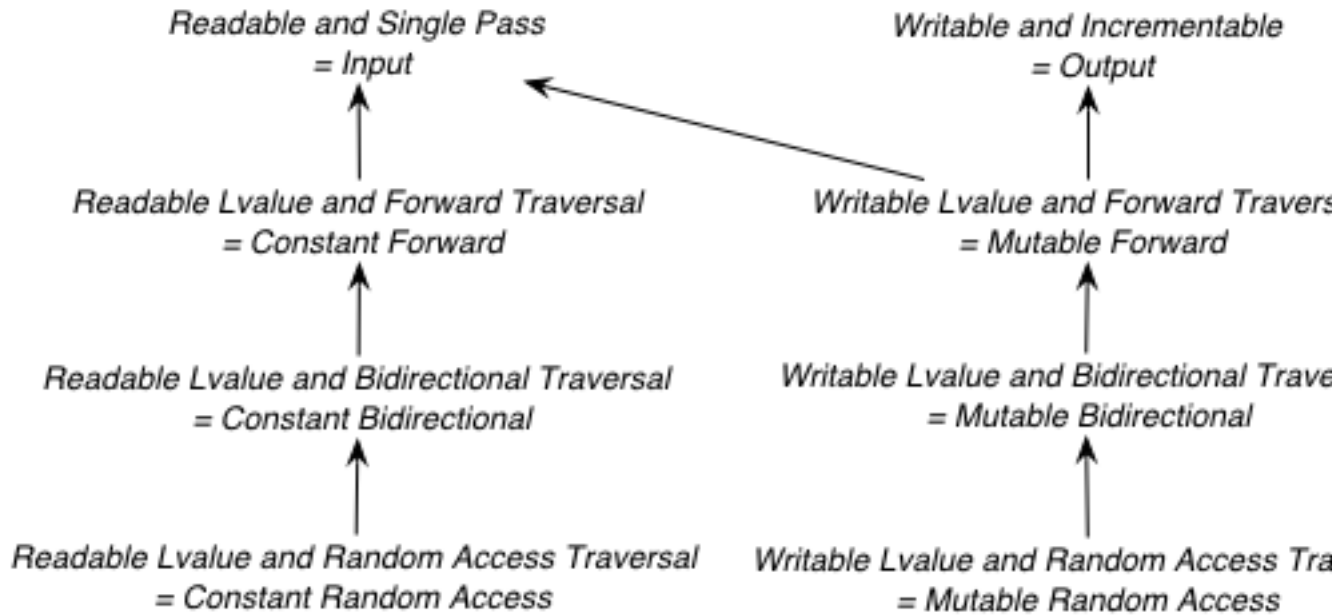 Readable and Single Pass
= Input
Writable and Incrementable
= Output
Readable Lvalue and Forward Traversal
= Constant Forward
Writable Lvalue and Forward
= Mutable Forward
Readable Lvalue and Bidirectional Traversal
= Constant Bidirectional
Writable Lvalue and Bidirectional
= Mutable Bidirectional
Readable Lvalue and Random Access Traversal
= Constant Random Access
Writable Lvalue and Random Access
= Mutable Random Access